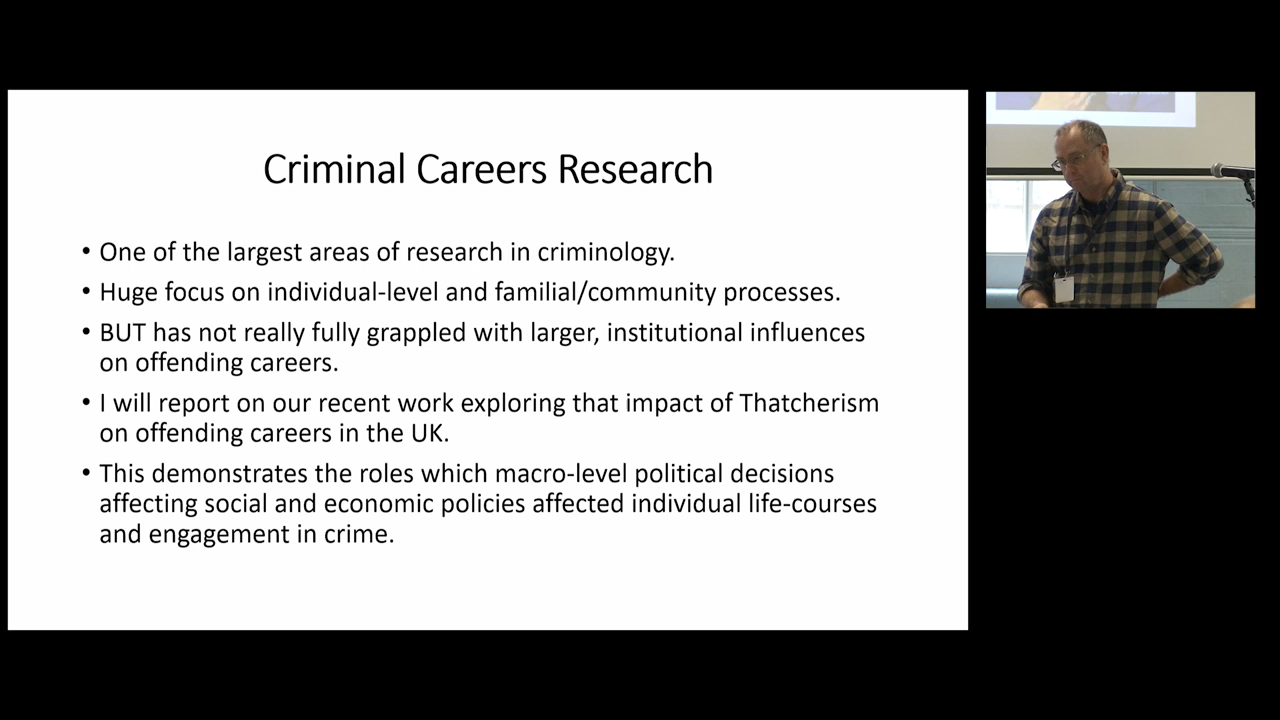 Criminal Careers Research
• One of the largest areas of research in criminology.
• Huge focus on individual-level and familial/community processes.
• BUT has not really fully grappled with larger, institutional influences
on offending careers.
• I will report on our recent work exploring that impact of Thatcherism
on offending careers in the UK.
• This demonstrates the roles which macro-level political decisions
affecting social and economic policies affected individual life-courses
and engagement in crime.